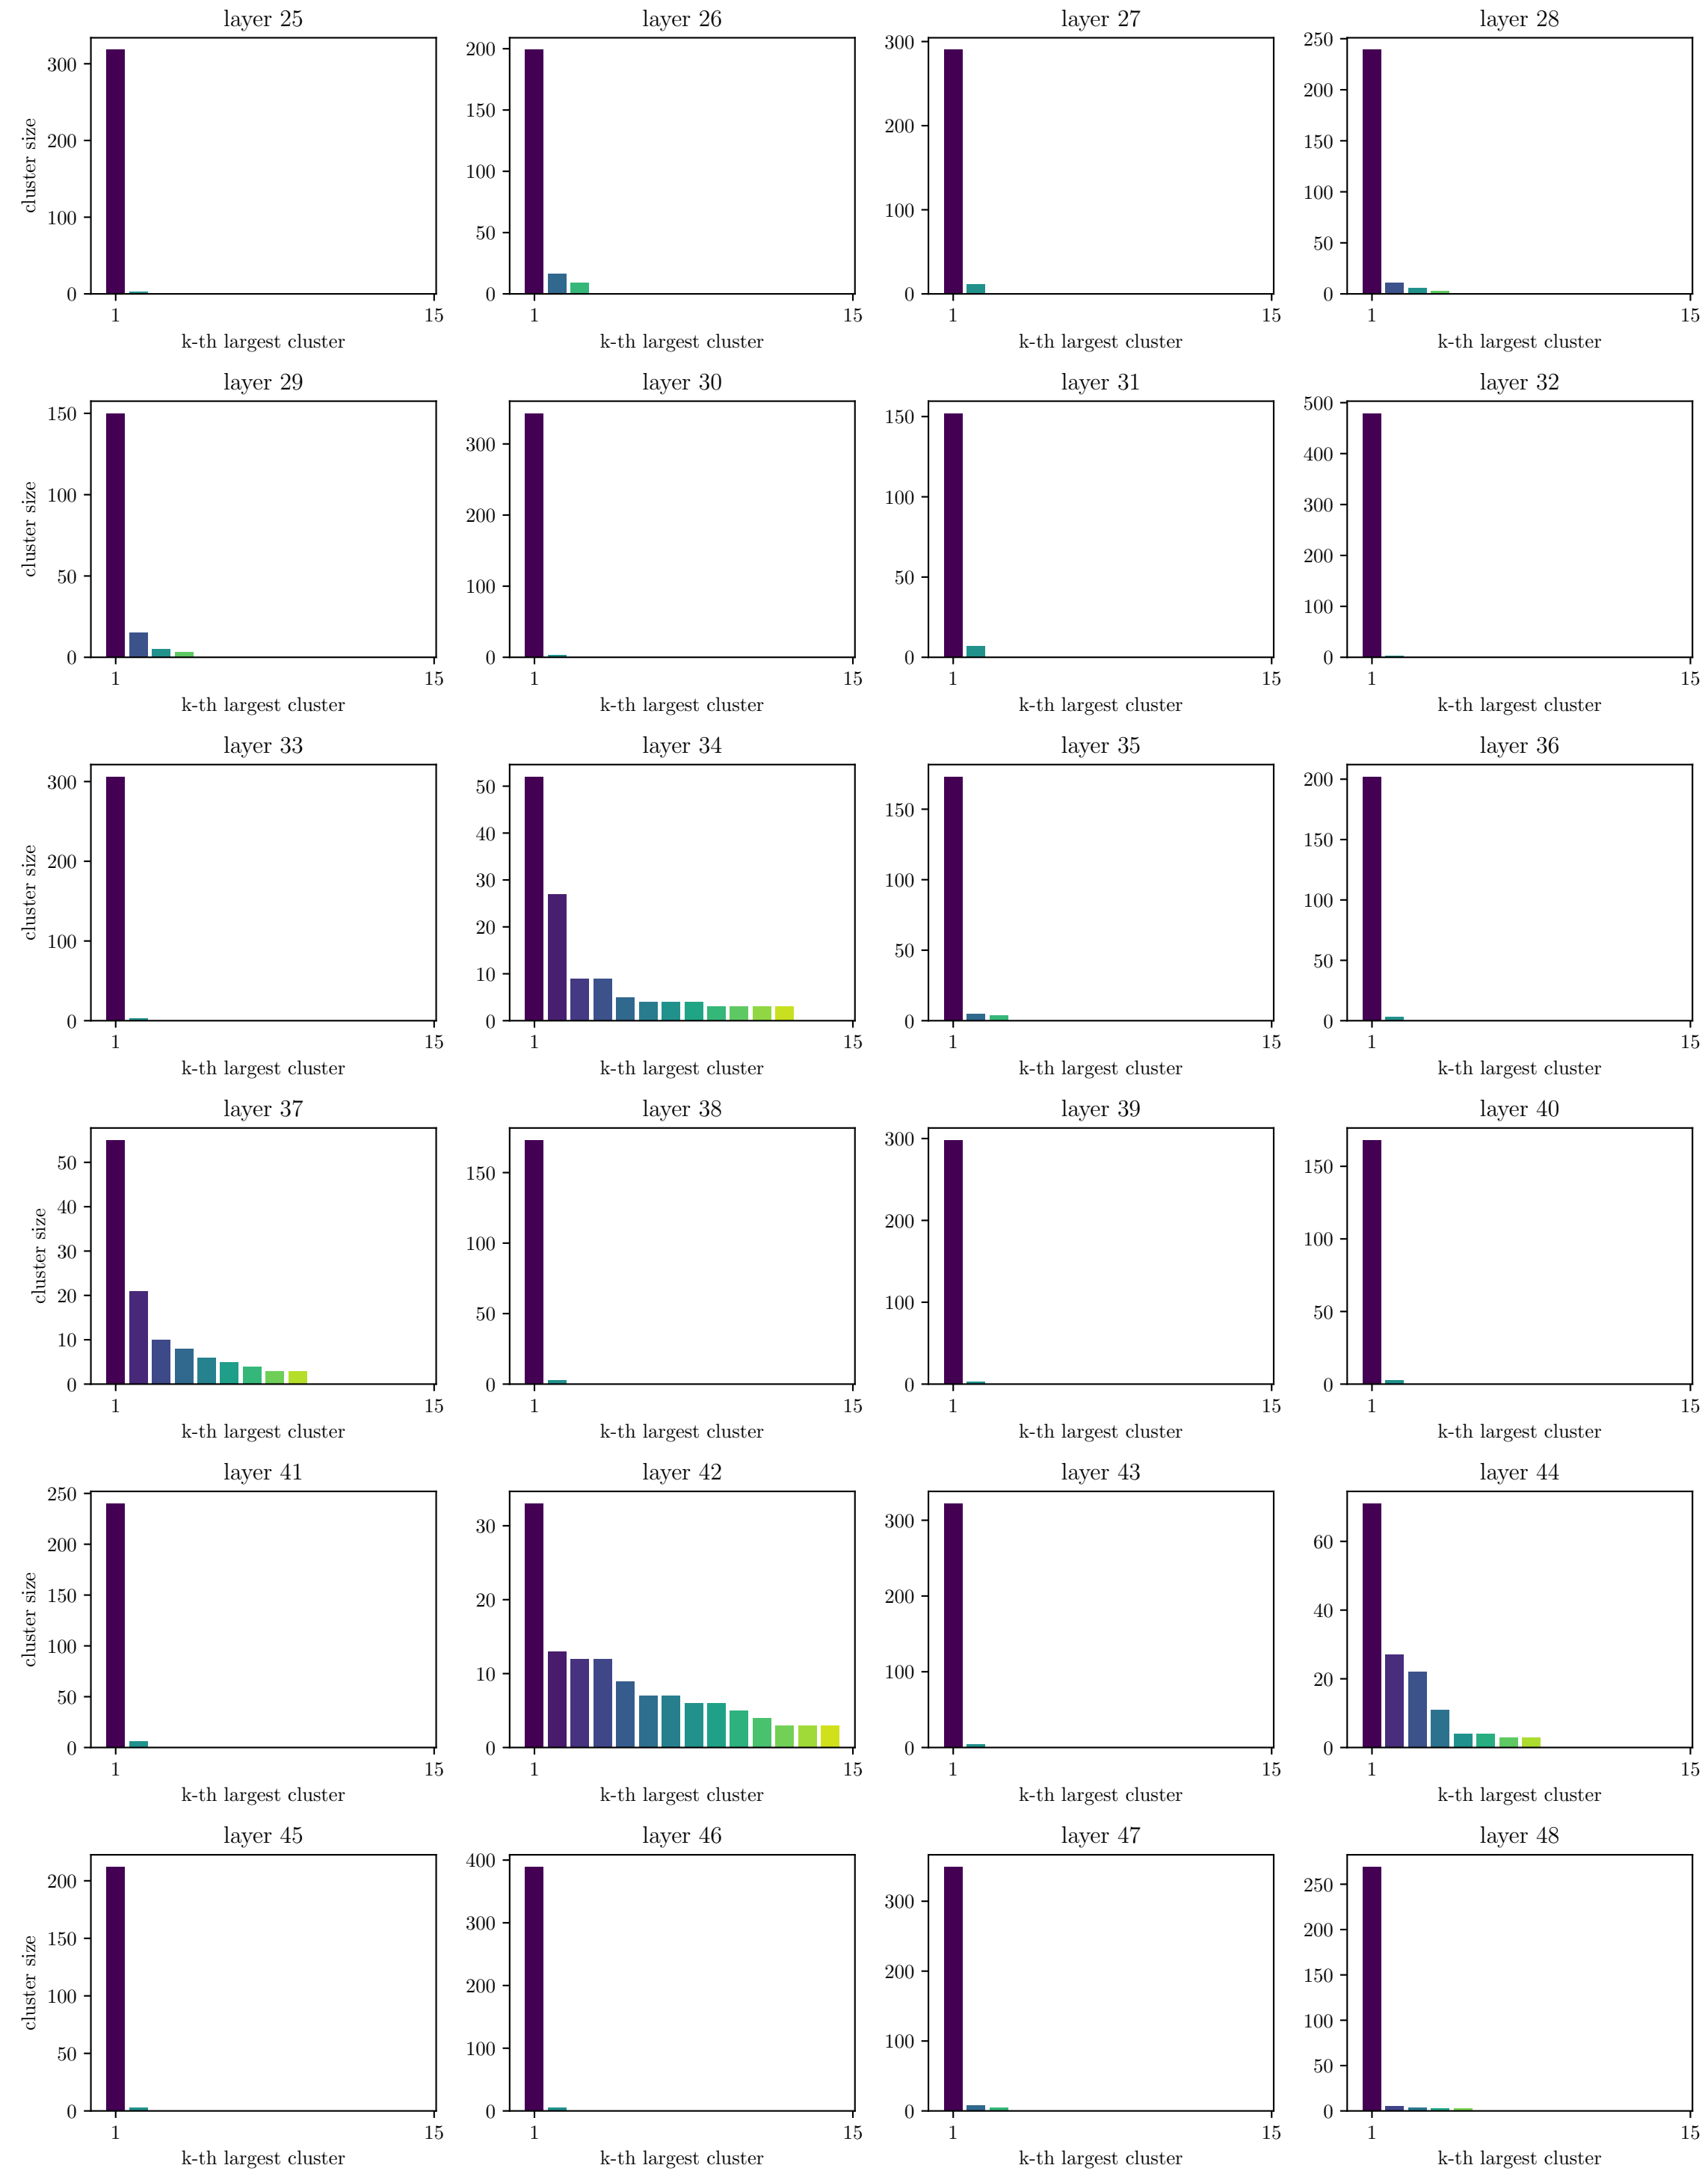 layer 25
layer 26
layer 27
layer 28
cluster size
300
200
100
0
200
150
100
50
0
300
200
100
0
250
200
150
100
50
0
1 15
1 15
1 15
1 15
k-th largest cluster
k-th largest cluster
k-th largest cluster
k-th largest cluster
layer 29
layer 30
layer 31
layer 32
cluster size
150
100
50
0
300
200
100
0
150
100
50
0
500
400
300
200
100
0
1 15
1 15
1 15
1 15
k-th largest cluster
k-th largest cluster
k-th largest cluster
k-th largest cluster
layer 33
layer 34
layer 35
layer 36
cluster size
300
200
100
0
50
40
30
20
10
0
150
100
50
0
200
150
100
50
0
1 15
1 15
1 15
1 15
k-th largest cluster
k-th largest cluster
k-th largest cluster
k-th largest cluster
layer 37
layer 38
layer 39
layer 40
cluster size
50
40
30
20
10
0
150
100
50
0
300
200
100
0
150
100
50
0
1 15
1 15
1 15
1 15
k-th largest cluster
k-th largest cluster
k-th largest cluster
k-th largest cluster
layer 41
layer 42
layer 43
layer 44
cluster size
250
200
150
100
50
0
30
20
10
0
300
200
100
0
60
40
20
0
1 15
1 15
1 15
1 15
k-th largest cluster
k-th largest cluster
k-th largest cluster
k-th largest cluster
layer 45
layer 46
layer 47
layer 48
cluster size
200
150
100
50
0
400
300
200
100
0
300
200
100
0
250
200
150
100
50
0
1 15
1 15
1 15
1 15
k-th largest cluster
k-th largest cluster
k-th largest cluster
k-th largest cluster